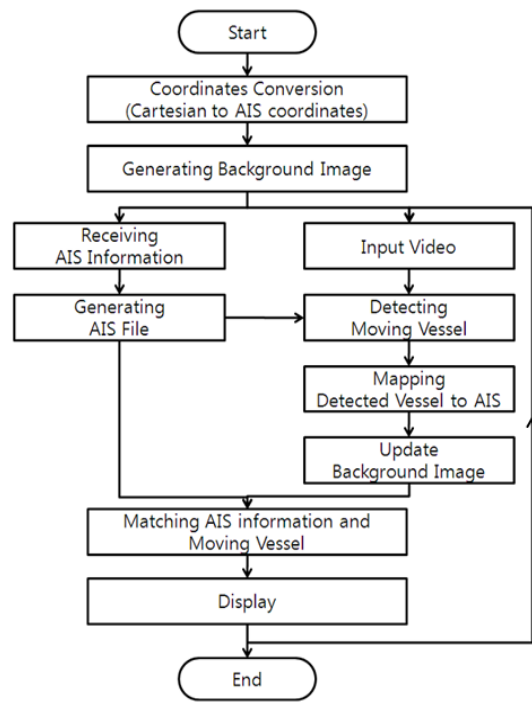 Start
Coordinates Conversion
(Cartesian to AIS coordinates)
Generating Background Image
Receiving
AIS Information
Input Video
Generating
AIS File
Detecting
Moving Vessel
Mapping
Detected Vessel to AIS
Update
Background Image
Matching AIS information and
Moving Vessel
Display
End